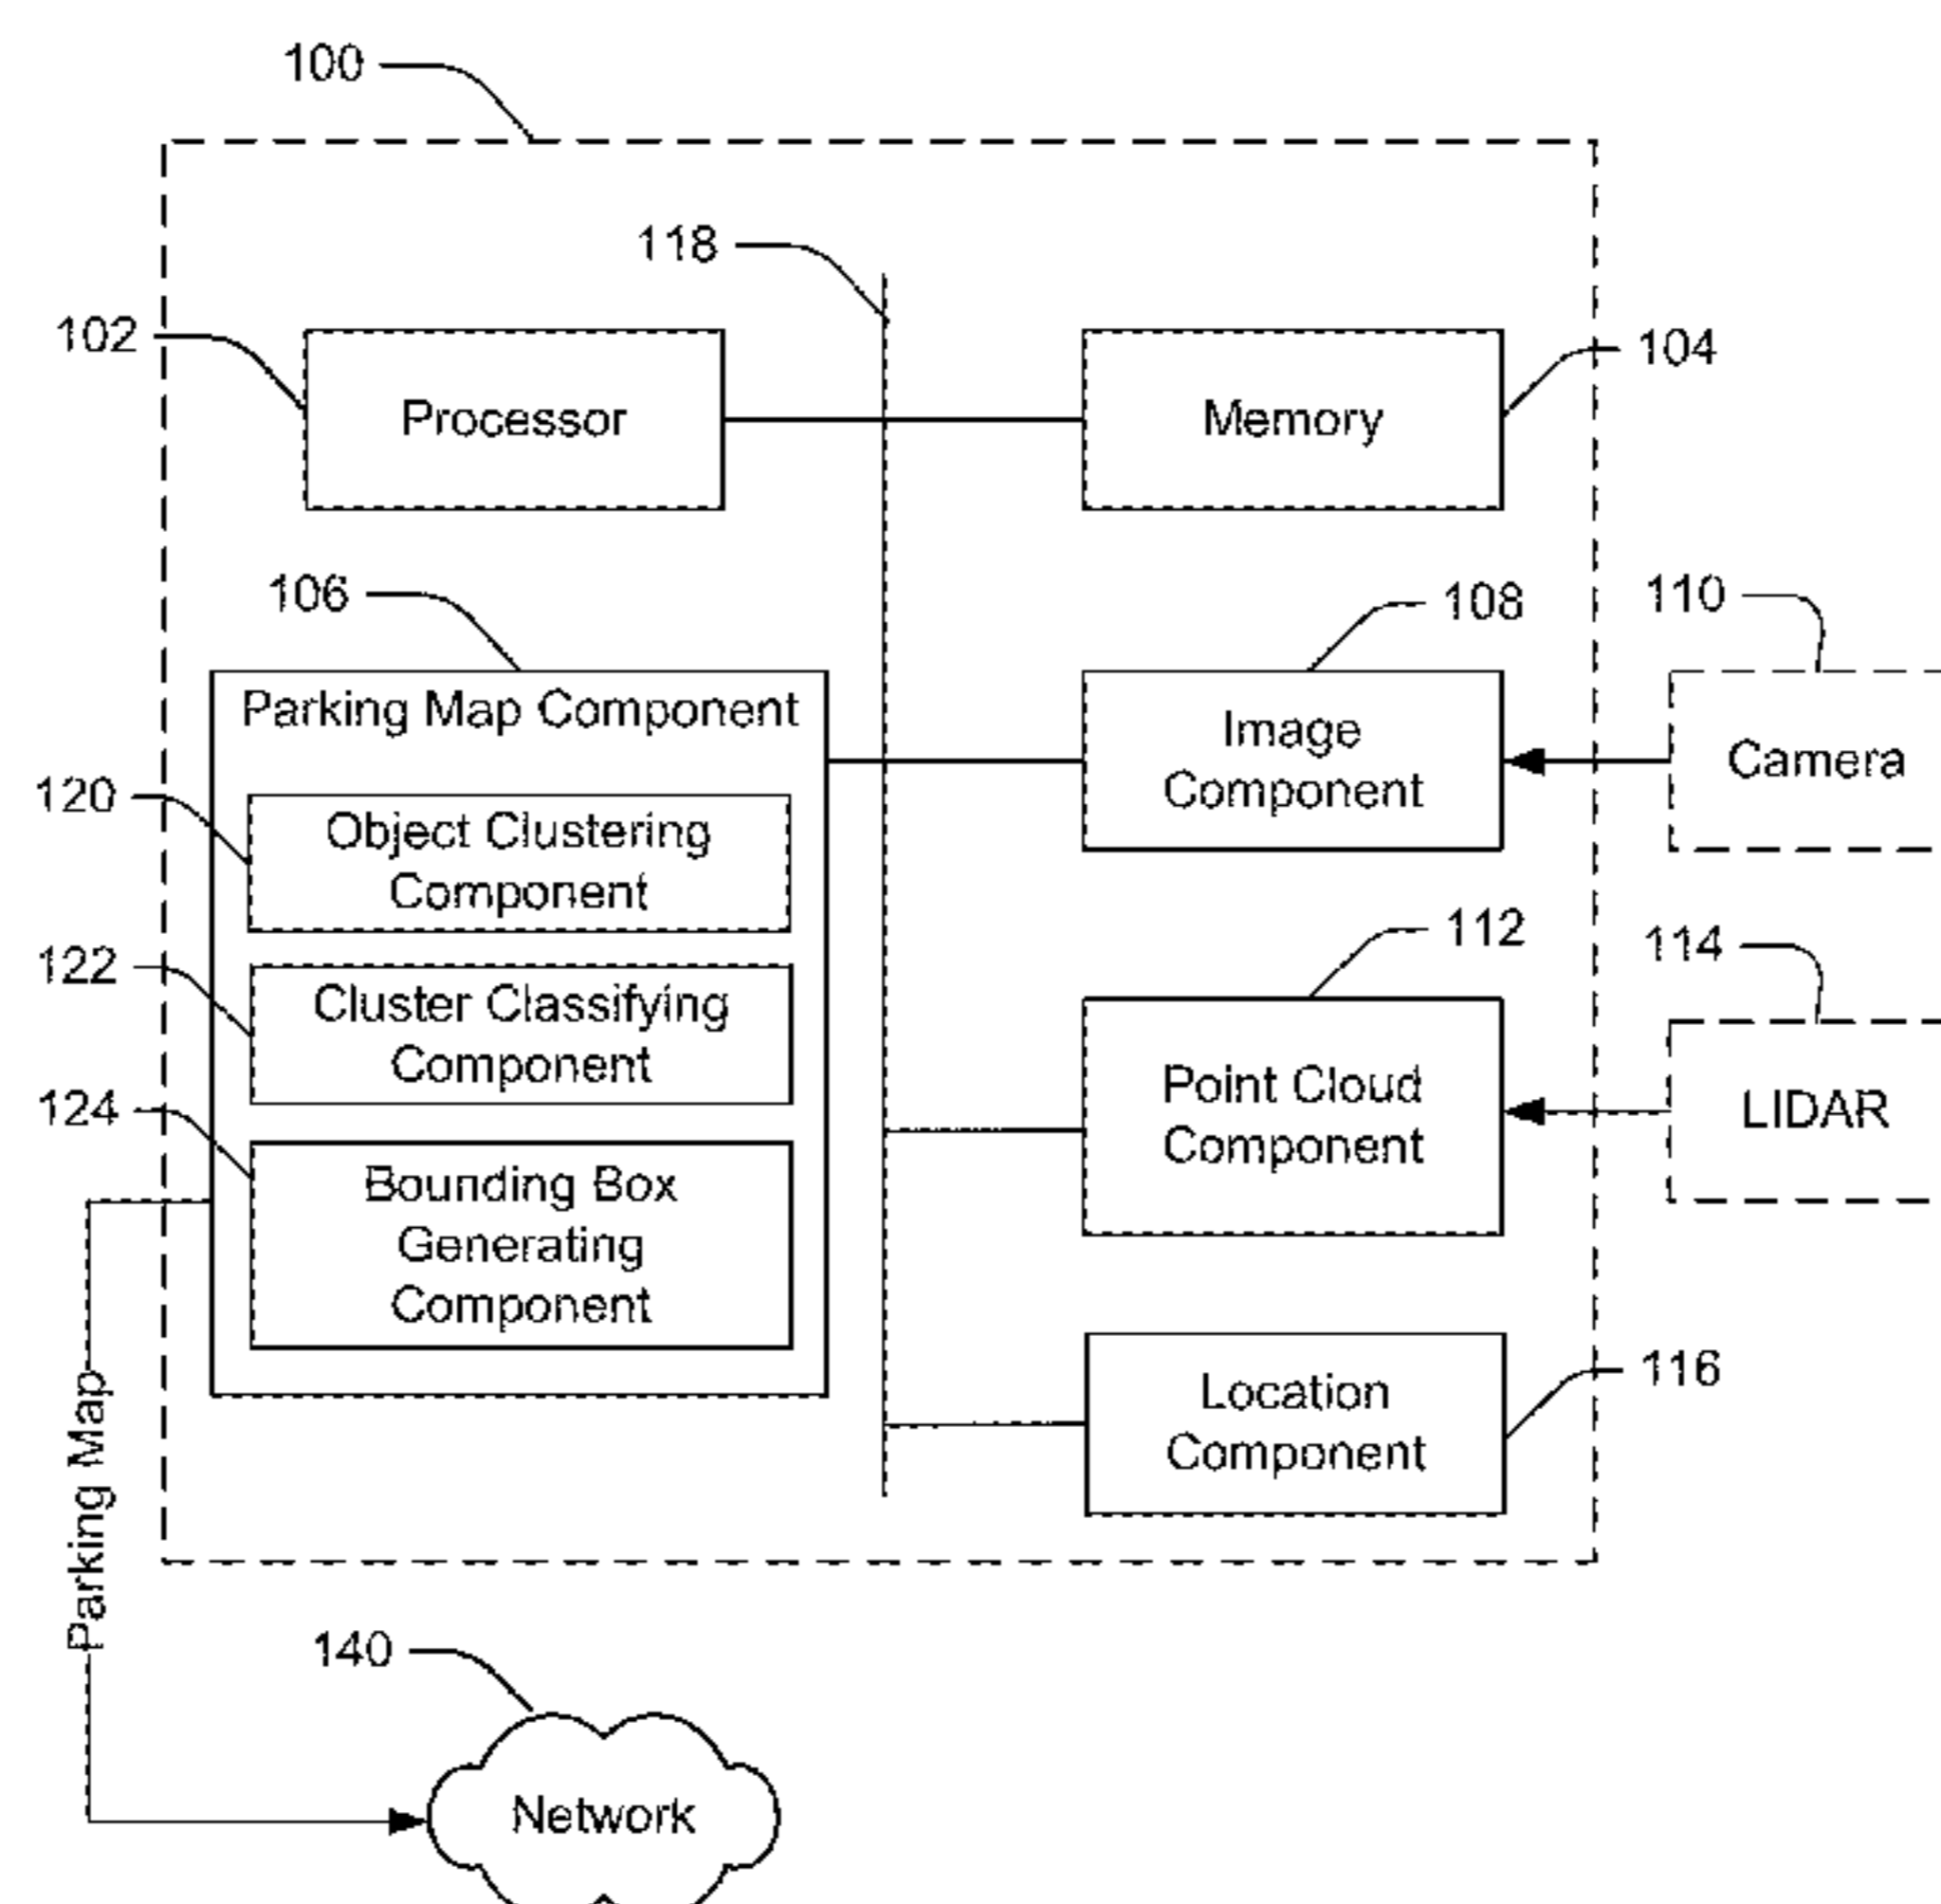 100
118
102
Processor
Memory
104
106
108
110
Parking Map Component
Image
Component
Camera
120
Object Clustering
Component
112
114
122
Cluster Classifying
Component
Point Cloud
Component
LIDAR
124
Bounding Box
Generating
Component
Location
Component
116
Parking Map
140
Network